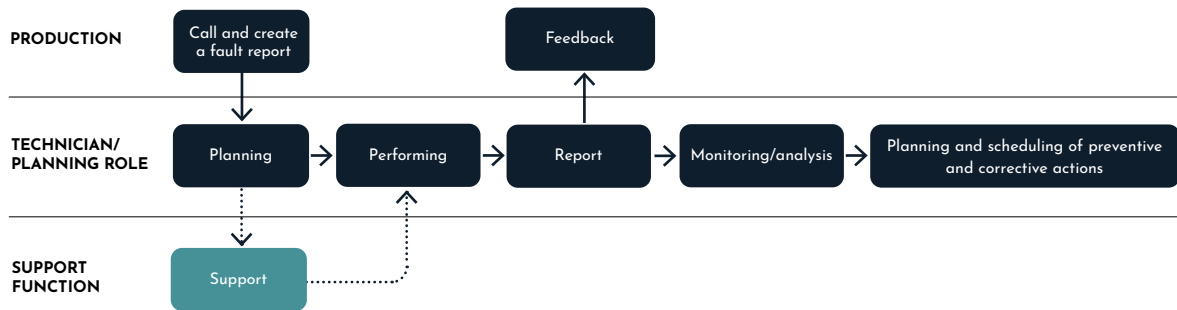 PRODUCTION
Call and create
a fault report
Feedback
TECHNICIAN/
PLANNING ROLE
Planning
Performing
Report
Monitoring/analysis
Planning and scheduling of preventive
and corrective actions
SUPPORT
FUNCTION
Support